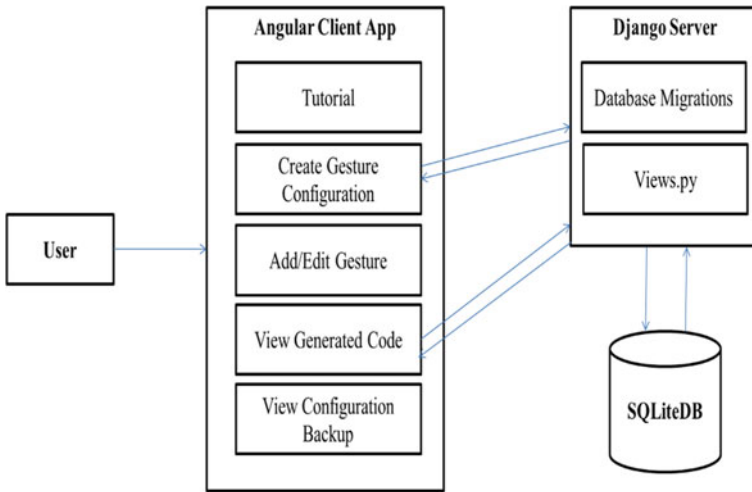 Angular Client App
Tutorial
Create Gesture
Configuration
Add/Edit Gesture
View Generated Code
View Configuration
Backup
User
Django Server
Database Migrations
Views.py
SQLiteDB